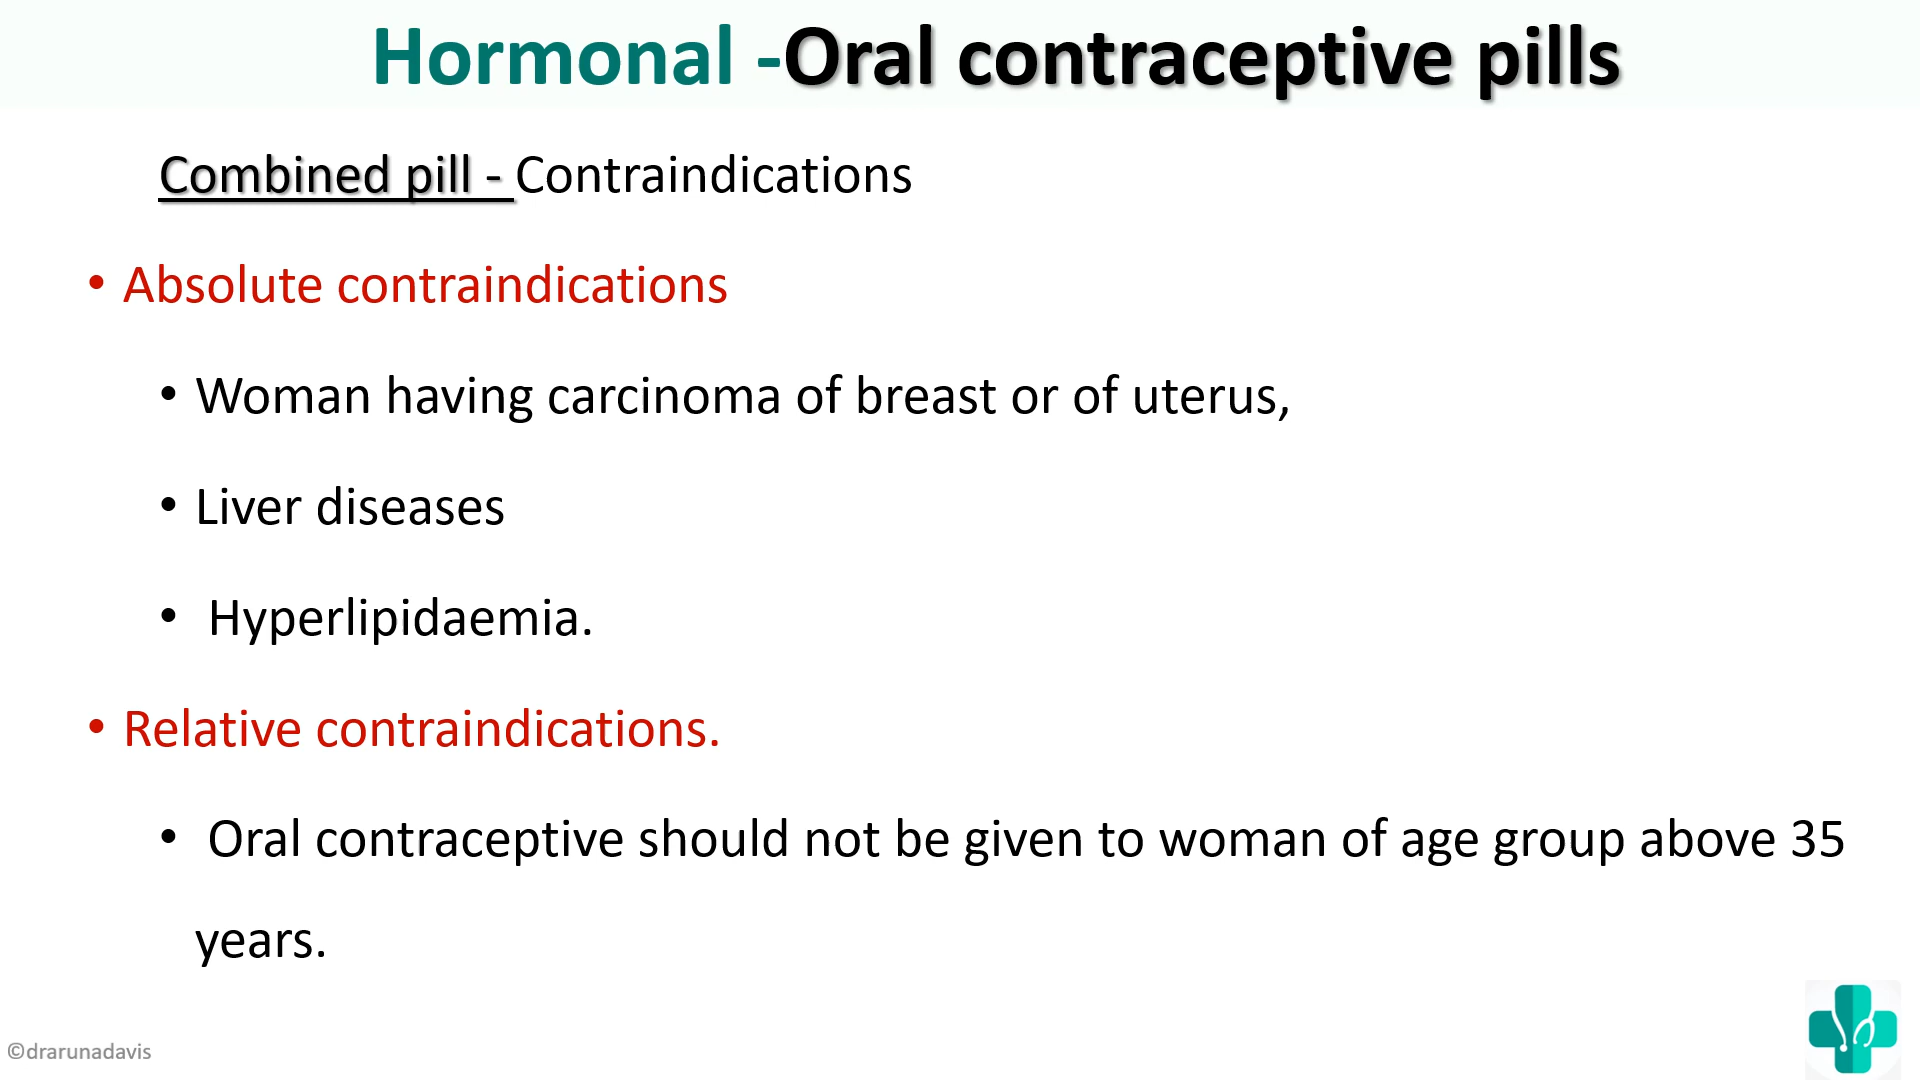 Hormonal -Oral contraceptive pills
Combined pill - Contraindications
• Absolute contraindications
• Woman having carcinoma of breast or of uterus,
• Liver diseases
• Hyperlipidaemia.
• Relative contraindications.
• Oral contraceptive should not be given to woman of age group above 35
years.
©drarunadavis